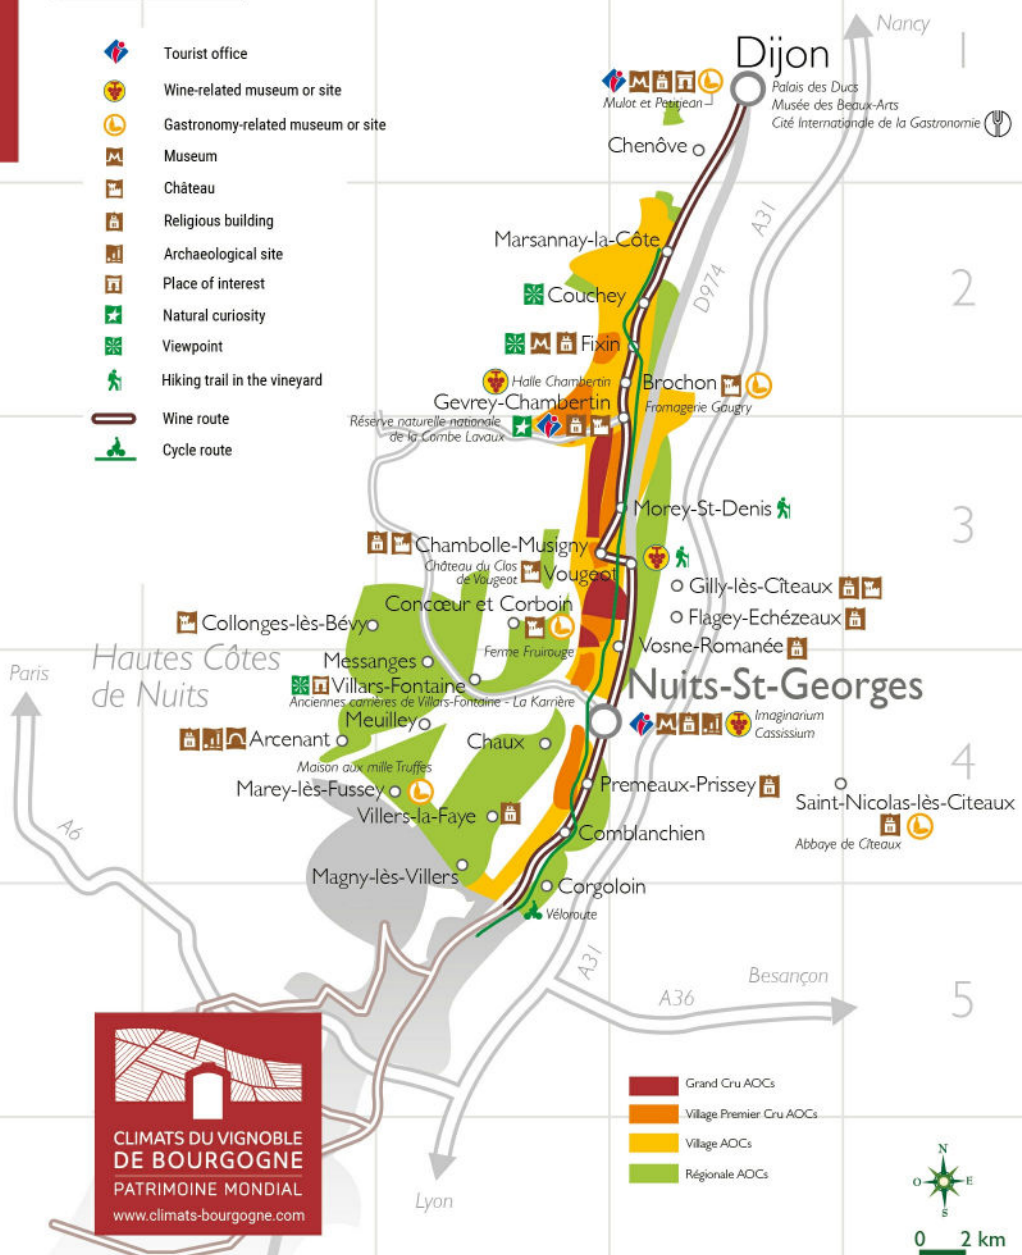 Tourist office
Wine-related museum or site
Gastronomy-related museum or site
Museum
Château
Religious building
Archaeological site
Place of interest
Natural curiosity
Viewpoint
Hiking trail in the vineyard
Wine route
Cycle route
Nancy
1
Dijon
Mulot et Petitjean
Palais des Ducs
Musée des Beaux-Arts
Cité Internationale de la Gastronomie
Chenôve
A31
Marsannay-la-Côte
D974
2
Couchey
Fixin
Halle Chambertin
Brochon
Gevrey-Chambertin
Fromagerie Gaugry
Réserve naturelle nationale
de la Combe Lavaux
Morey-St-Denis
3
Chambolle-Musigny
Château du Clos
de Vougeot
Vougeot
Gilly-lès-Cîteaux
Concœur et Corboin
Flagey-Echézeaux
Collonges-lès-Bévy
Ferme Fruirouge
Vosne-Romanée
Hautes Côtes
de Nuits
Messanges
Paris
Villars-Fontaine
Nuits-St-Georges
Anciennes carrières de Villars-Fontaine - La Karrière
Meuilley
Imaginarium
Cassissium
Arcenant
Chaux
4
Maison aux mille Truffes
Marey-lès-Fussey
Premeaux-Prissey
Saint-Nicolas-lès-Citeaux
Villers-la-Faye
A6
Comblanchien
Abbaye de Cîteaux
Magny-lès-Villers
Corgoloin
Véloroute
A31
Besançon
A36
5
Grand Cru AOCs
Village Premier Cru AOCs
Village AOCs
Régionale AOCs
CLIMATS DU VIGNOBLE
DE BOURGOGNE
PATRIMOINE MONDIAL
www.climats-bourgogne.com
Lyon
N
O
E
S
0 2 km